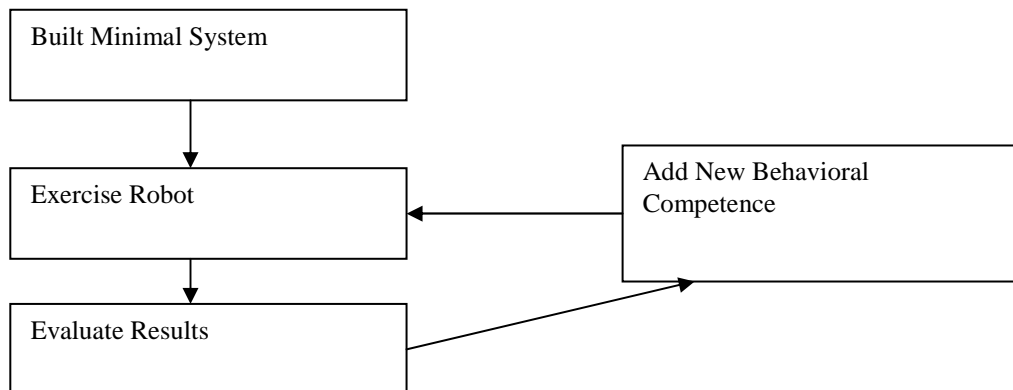 Built Minimal System
Exercise Robot
Add New Behavioral
Competence
Evaluate Results